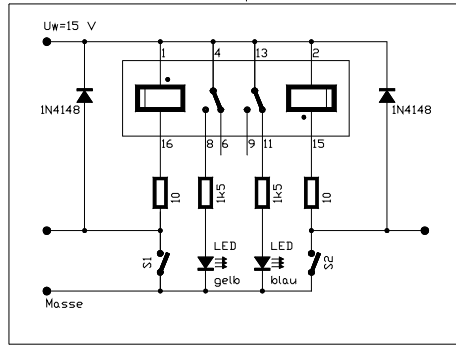 Uw=15 V
1 4 13 2
1N4148 1N4148
16 8 6 9 11 15
10 1k5 1k5 10
S1 LED LED S2
gelb blau
Masse